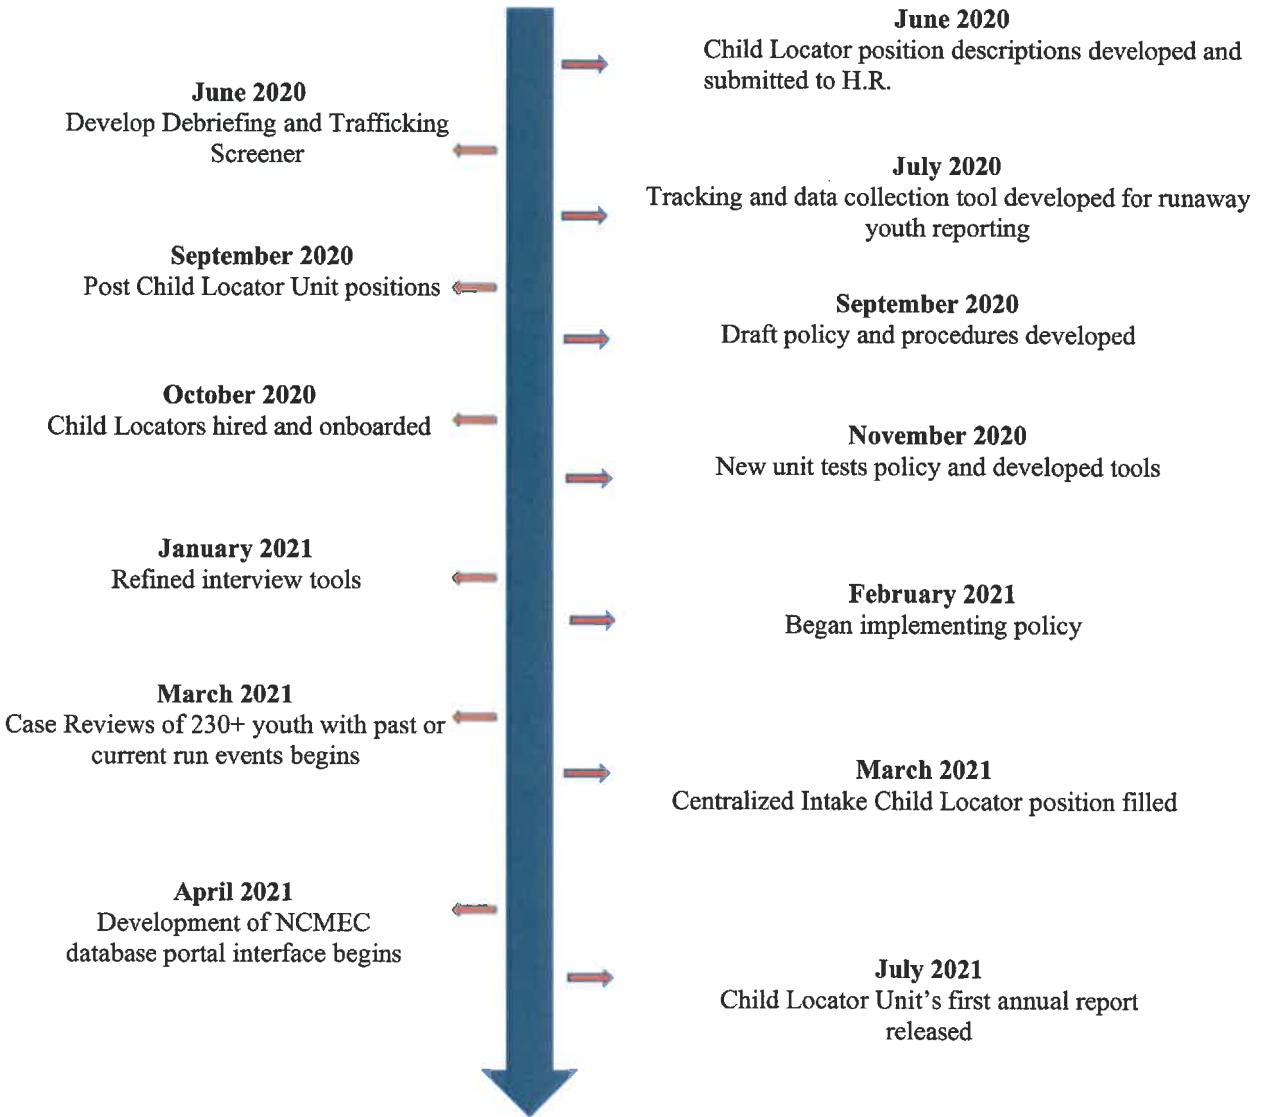 June 2020
Child Locator position descriptions developed and
submitted to H.R.
June 2020
Develop Debriefing and Trafficking
Screener
July 2020
Tracking and data collection tool developed for runaway
youth reporting
September 2020
Post Child Locator Unit positions
September 2020
Draft policy and procedures developed
October 2020
Child Locators hired and onboarded
November 2020
New unit tests policy and developed tools
January 2021
Refined interview tools
February 2021
Began implementing policy
March 2021
Case Reviews of 230+ youth with past or
current run events begins
March 2021
Centralized Intake Child Locator position filled
April 2021
Development of NCMEC
database portal interface begins
July 2021
Child Locator Unit’s first annual report
released